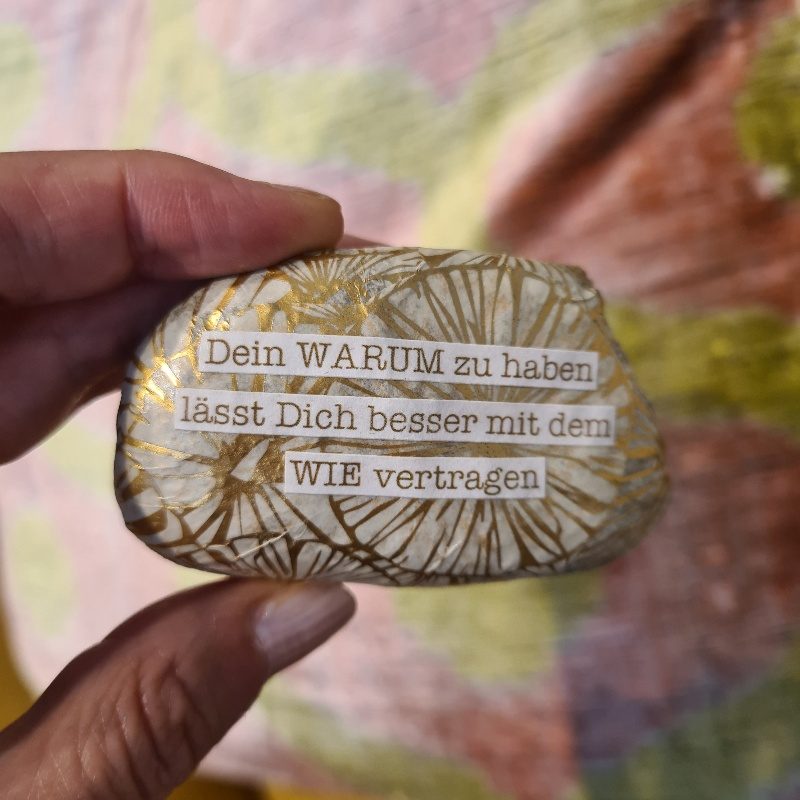 Dein WARUM zu haben
lässt Dich besser mit dem
WIE vertragen